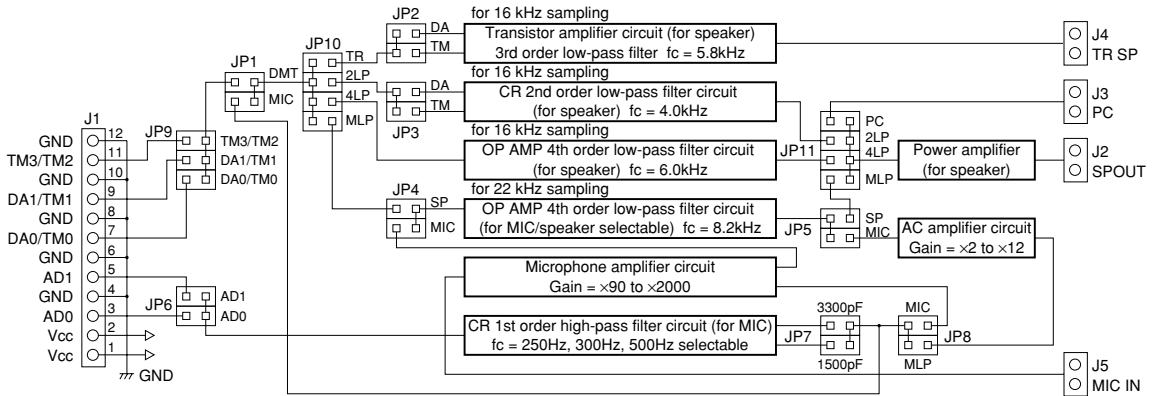 for 16 kHz sampling
JP2
DA
TM
Transistor amplifier circuit (for speaker)
3rd order low-pass filter  fc = 5.8kHz
J4
TR SP
JP10
TR
2LP
4LP
MLP
JP1
DMT
MIC
for 16 kHz sampling
DA
TM
JP3
CR 2nd order low-pass filter circuit
(for speaker)  fc = 4.0kHz
J3
PC
for 16 kHz sampling
OP AMP 4th order low-pass filter circuit
(for speaker)  fc = 6.0kHz
JP11
PC
2LP
4LP
MLP
Power amplifier
(for speaker)
J2
SPOUT
J1
GND 12
TM3/TM2 11
GND 10
DA1/TM1 9
GND 8
DA0/TM0 7
GND 6
AD1 5
GND 4
AD0 3
Vcc 2
Vcc 1
GND
JP9
TM3/TM2
DA1/TM1
DA0/TM0
for 22 kHz sampling
JP4
SP
MIC
OP AMP 4th order low-pass filter circuit
(for MIC/speaker selectable)  fc = 8.2kHz
JP5
SP
MIC
AC amplifier circuit
Gain = ×2 to ×12
Microphone amplifier circuit
Gain = ×90 to ×2000
JP6
AD1
AD0
CR 1st order high-pass filter circuit (for MIC)
fc = 250Hz, 300Hz, 500Hz selectable
3300pF
JP7
1500pF
MIC
JP8
MLP
J5
MIC IN